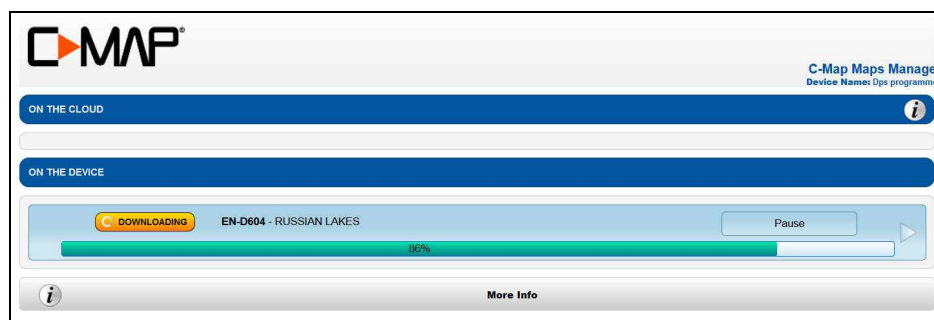 C-MAP®
C-Map Maps Manage
Device Name: Dps programme
ON THE CLOUD
i
ON THE DEVICE
DOWNLOADING EN-D604 - RUSSIAN LAKES Pause
86%
i More Info